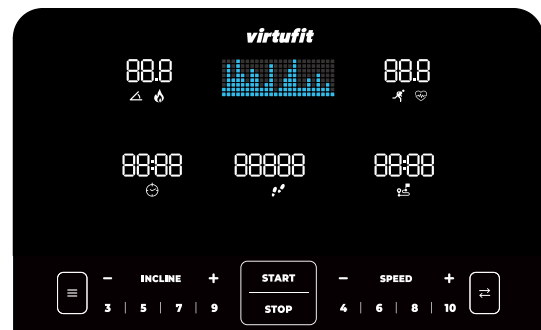 virtufit
88.8
88.8
88:88
88888
88:88
− INCLINE +
START
− SPEED +
3 | 5 | 7 | 9
STOP
4 | 6 | 8 | 10